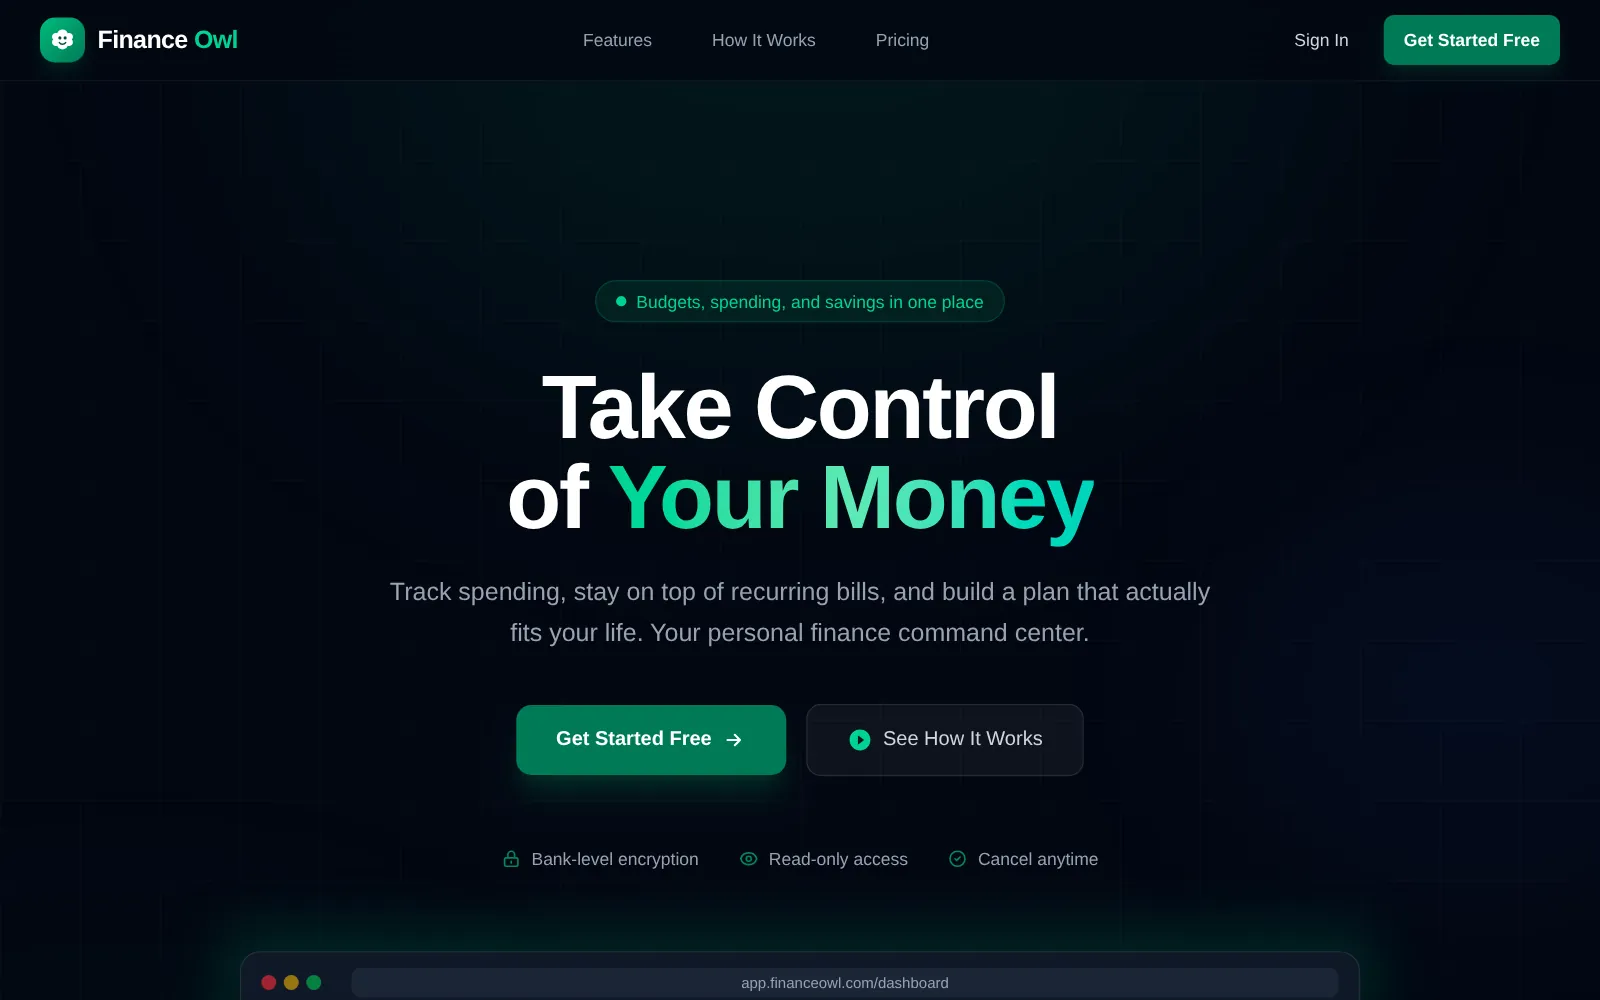 Finance Owl
Features
How It Works
Pricing
Sign In
Get Started Free
Budgets, spending, and savings in one place
Take Control
of Your Money
Track spending, stay on top of recurring bills, and build a plan that actually
fits your life. Your personal finance command center.
Get Started Free
See How It Works
Bank-level encryption
Read-only access
Cancel anytime
app.financeowl.com/dashboard